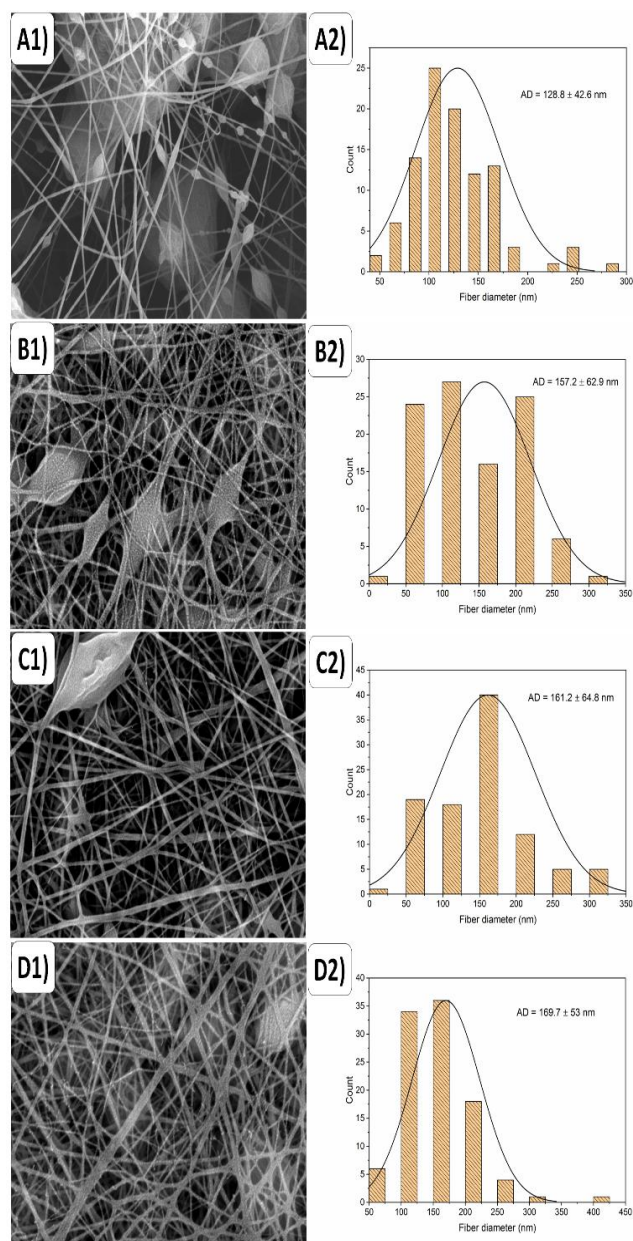 A1)
A2)
AD = 128.8 ± 42.6 nm
Count
25
20
15
10
5
0
50 100 150 200 250 300
Fiber diameter (nm)
B1)
B2)
AD = 157.2 ± 62.9 nm
Count
30
25
20
15
10
5
0
0 50 100 150 200 250 300 350
Fiber diameter (nm)
C1)
C2)
AD = 161.2 ± 64.8 nm
Count
45
40
35
30
25
20
15
10
5
0
0 50 100 150 200 250 300 350
Fiber diameter (nm)
D1)
D2)
AD = 169.7 ± 53 nm
Count
40
35
30
25
20
15
10
5
0
50 100 150 200 250 300 350 400 450
Fiber diameter (nm)